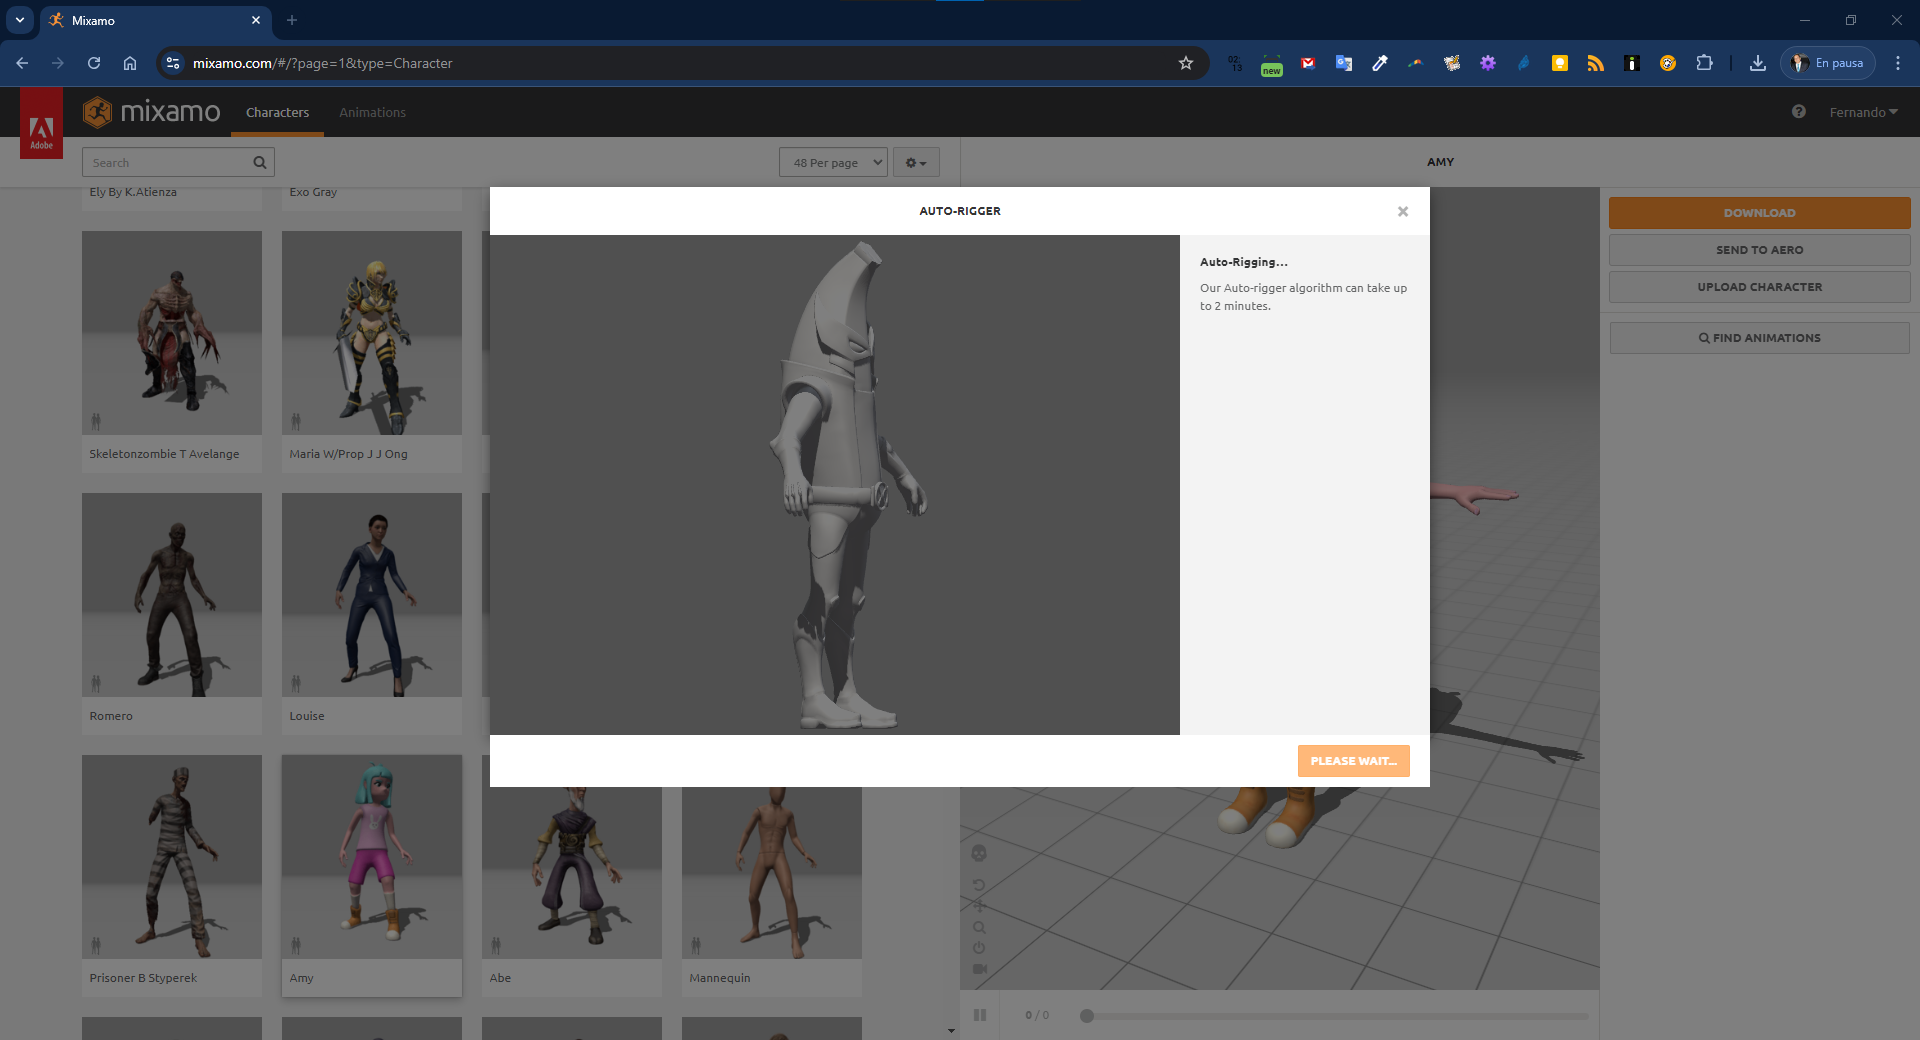 Mixamo
mixamo.com/#/?page=1&type=Character
02:
13
new
En pausa
Adobe
mixamo
Characters
Animations
Fernando
Search
48 Per page
AMY
Ely By K.Atienza
Exo Gray
AUTO-RIGGER
Auto-Rigging...
Our Auto-rigger algorithm can take up
to 2 minutes.
PLEASE WAIT...
DOWNLOAD
SEND TO AERO
UPLOAD CHARACTER
FIND ANIMATIONS
Skeletonzombie T Avelange
Maria W/Prop J J Ong
Romero
Louise
Prisoner B Styperek
Amy
Abe
Mannequin
0 / 0